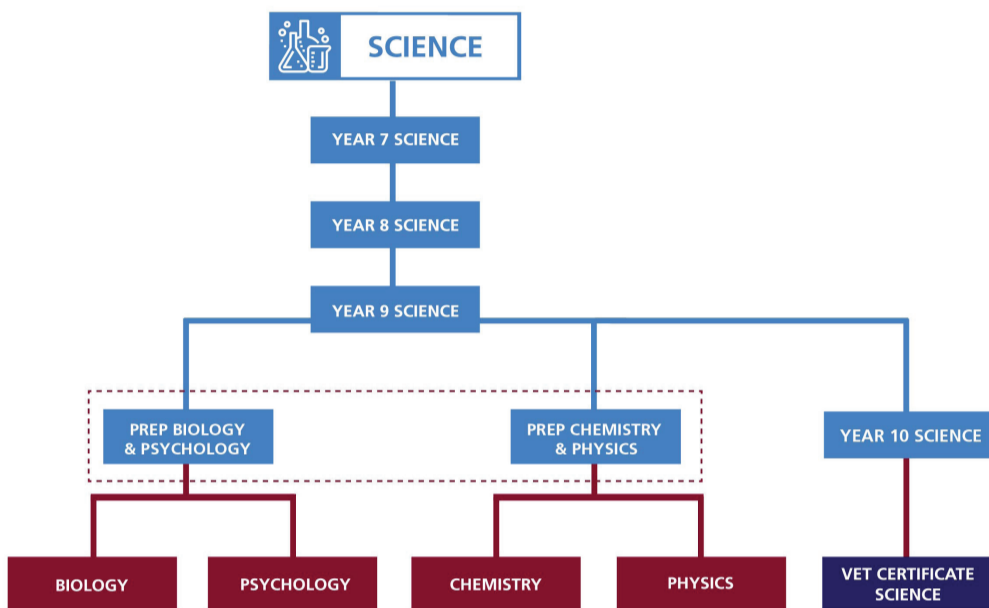 SCIENCE
YEAR 7 SCIENCE
YEAR 8 SCIENCE
YEAR 9 SCIENCE
PREP BIOLOGY
& PSYCHOLOGY
PREP CHEMISTRY
& PHYSICS
YEAR 10 SCIENCE
BIOLOGY
PSYCHOLOGY
CHEMISTRY
PHYSICS
VET CERTIFICATE
SCIENCE